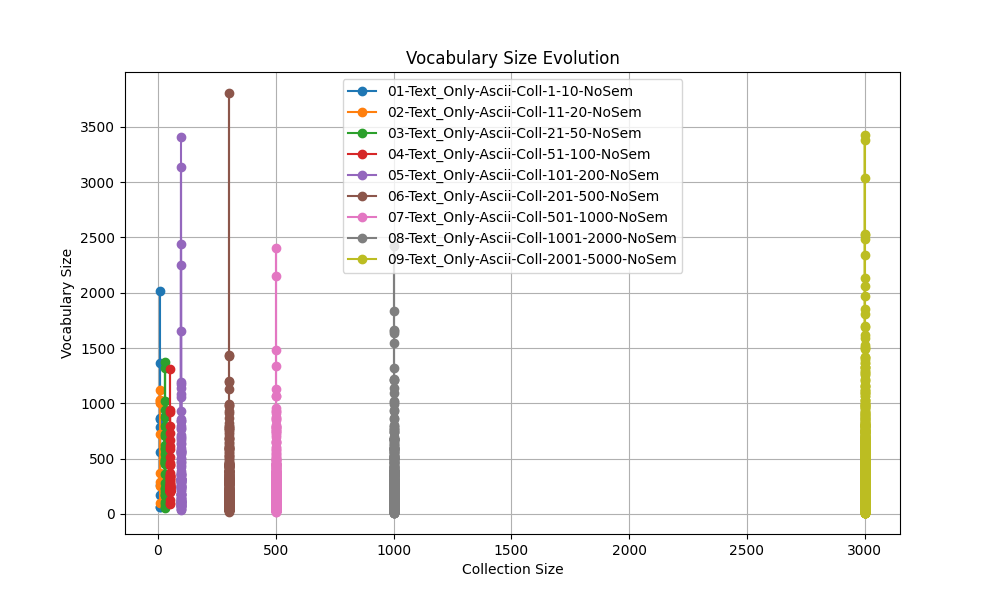 Vocabulary Size Evolution
01-Text_Only-Ascii-Coll-1-10-NoSem
02-Text_Only-Ascii-Coll-11-20-NoSem
03-Text_Only-Ascii-Coll-21-50-NoSem
04-Text_Only-Ascii-Coll-51-100-NoSem
05-Text_Only-Ascii-Coll-101-200-NoSem
06-Text_Only-Ascii-Coll-201-500-NoSem
07-Text_Only-Ascii-Coll-501-1000-NoSem
08-Text_Only-Ascii-Coll-1001-2000-NoSem
09-Text_Only-Ascii-Coll-2001-5000-NoSem
Vocabulary Size
3500
3000
2500
2000
1500
1000
500
0
0 500 1000 1500 2000 2500 3000
Collection Size